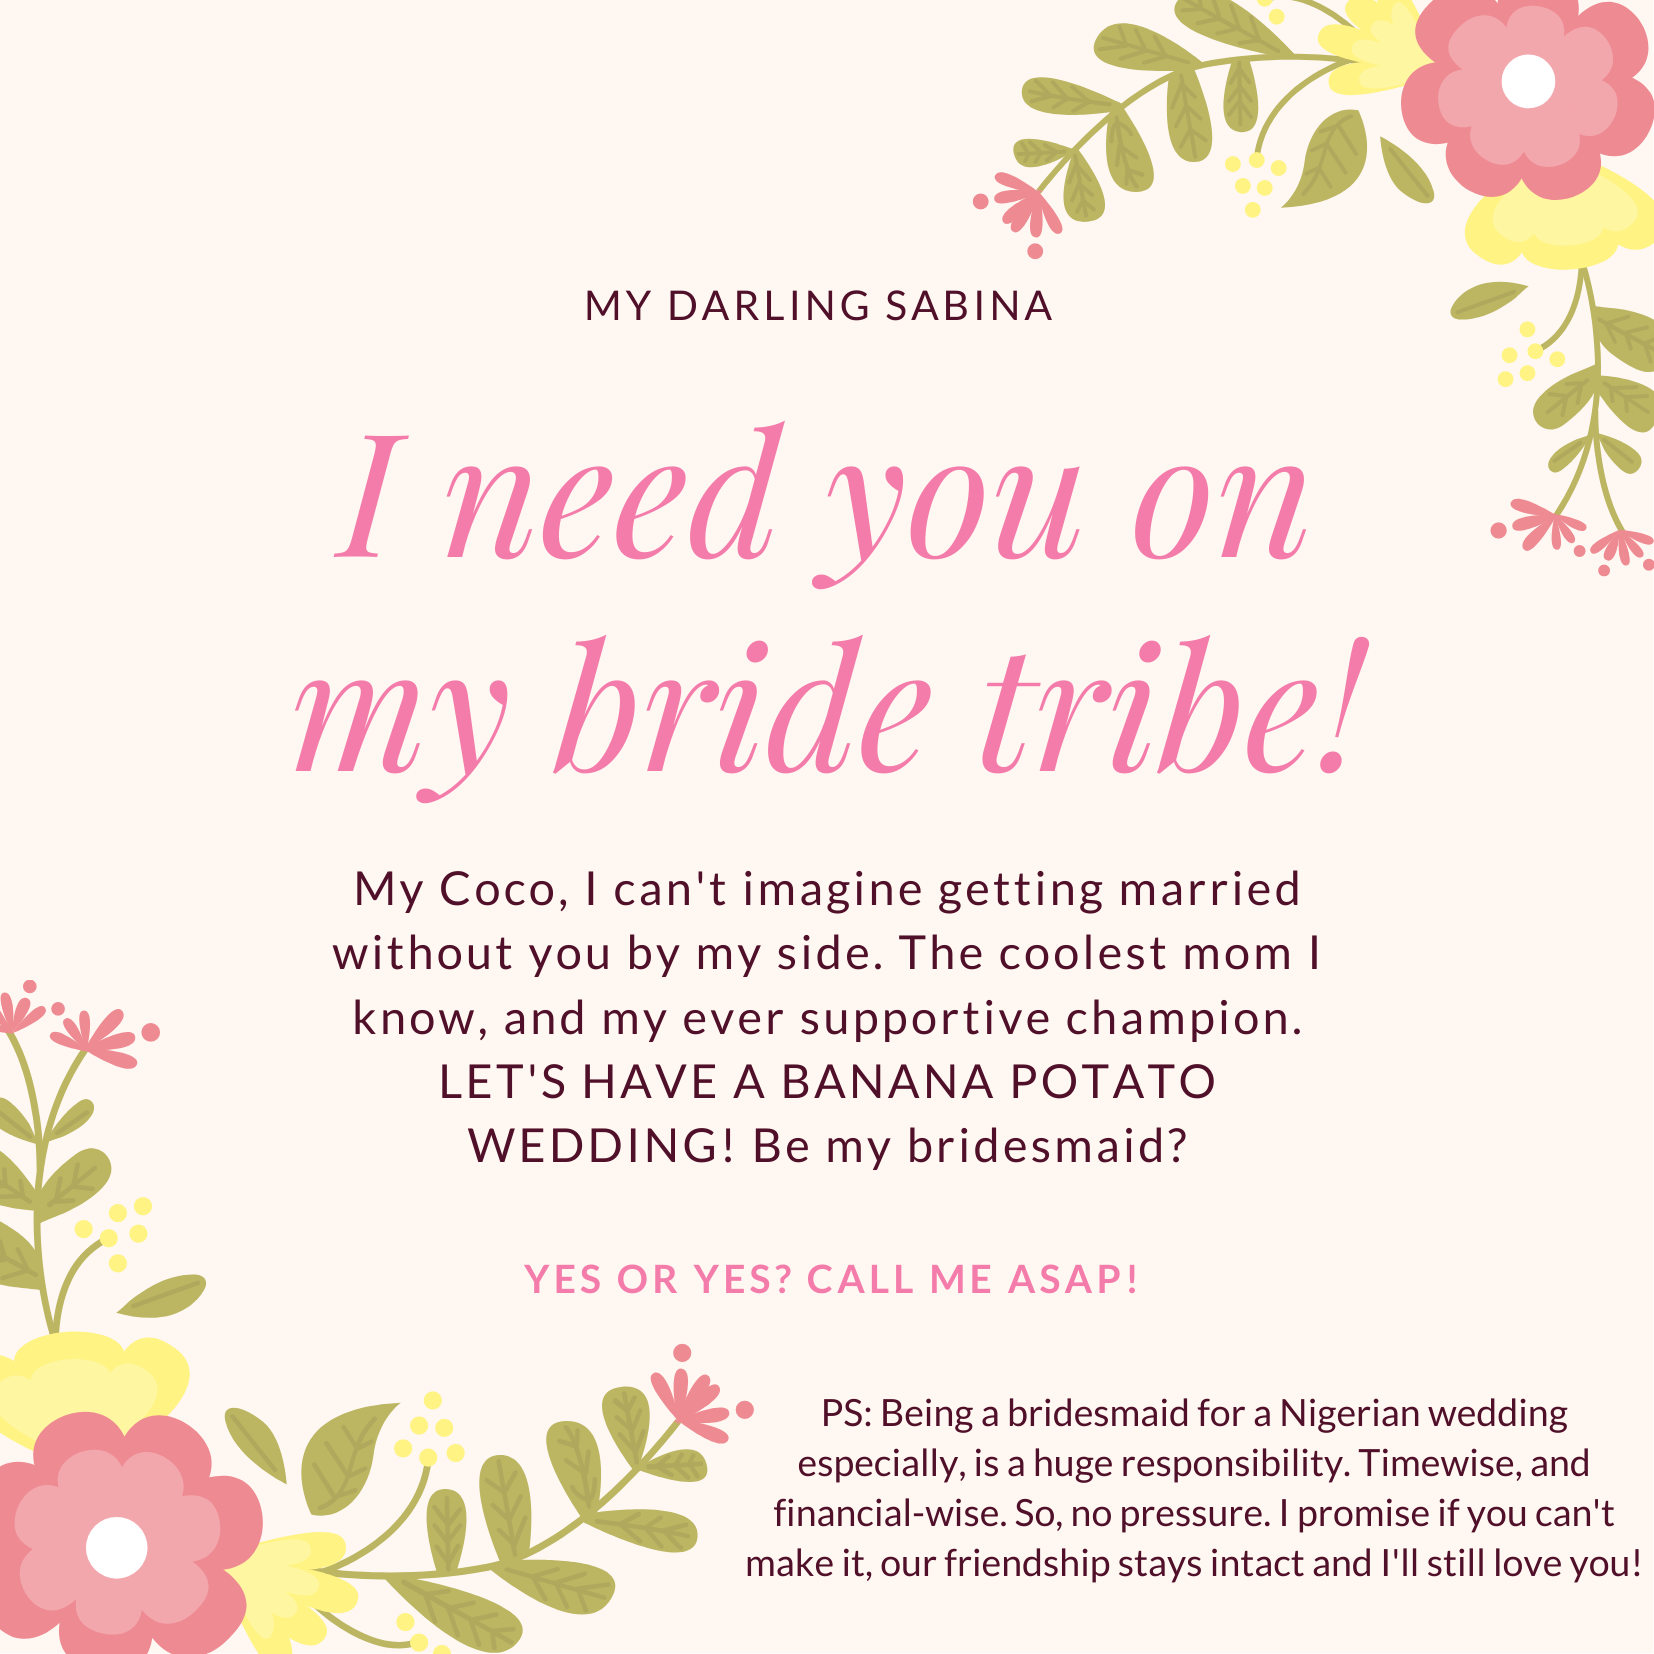 MY DARLING SABINA
I need you on
my bride tribe!
My Coco, I can't imagine getting married
without you by my side. The coolest mom I
know, and my ever supportive champion.
LET'S HAVE A BANANA POTATO
WEDDING! Be my bridesmaid?
YES OR YES? CALL ME ASAP!
PS: Being a bridesmaid for a Nigerian wedding
especially, is a huge responsibility. Timewise, and
financial-wise. So, no pressure. I promise if you can't
make it, our friendship stays intact and I'll still love you!